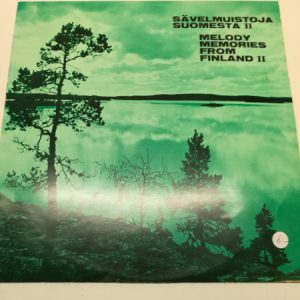 SÄVELMUISTOJA
SUOMESTA II
MELODY
MEMORIES
FROM
FINLAND II